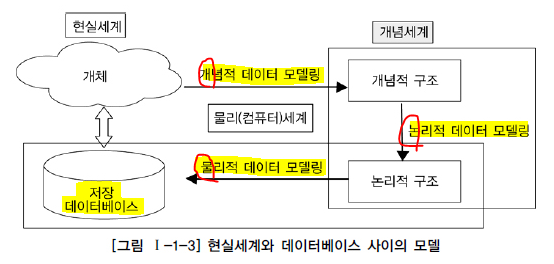 현실세계
개념세계
개체
개념적 데이터 모델링
개념적 구조
물리(컴퓨터)세계
논리적 데이터 모델링
물리적 데이터 모델링
논리적 구조
저장
데이터베이스
[그림 Ⅰ-1-3] 현실세계와 데이터베이스 사이의 모델